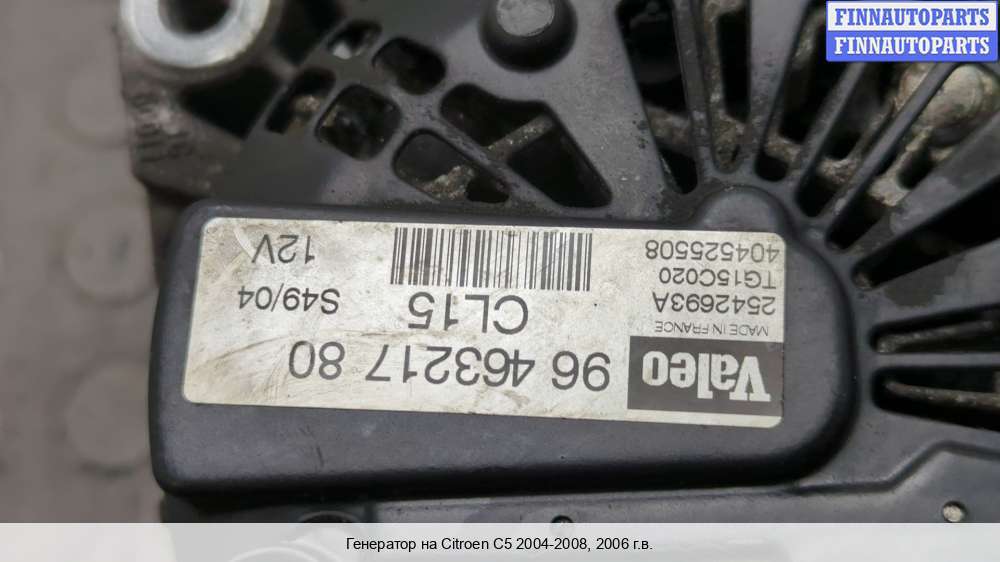 FINNAUTOPARTS
FINNAUTOPARTS
Valeo
96 463217 80
MADE IN FRANCE
2542693A
CL15
S49/04
TG15C020
404525508
12V
Генератор на Citroen C5 2004-2008, 2006 г.в.